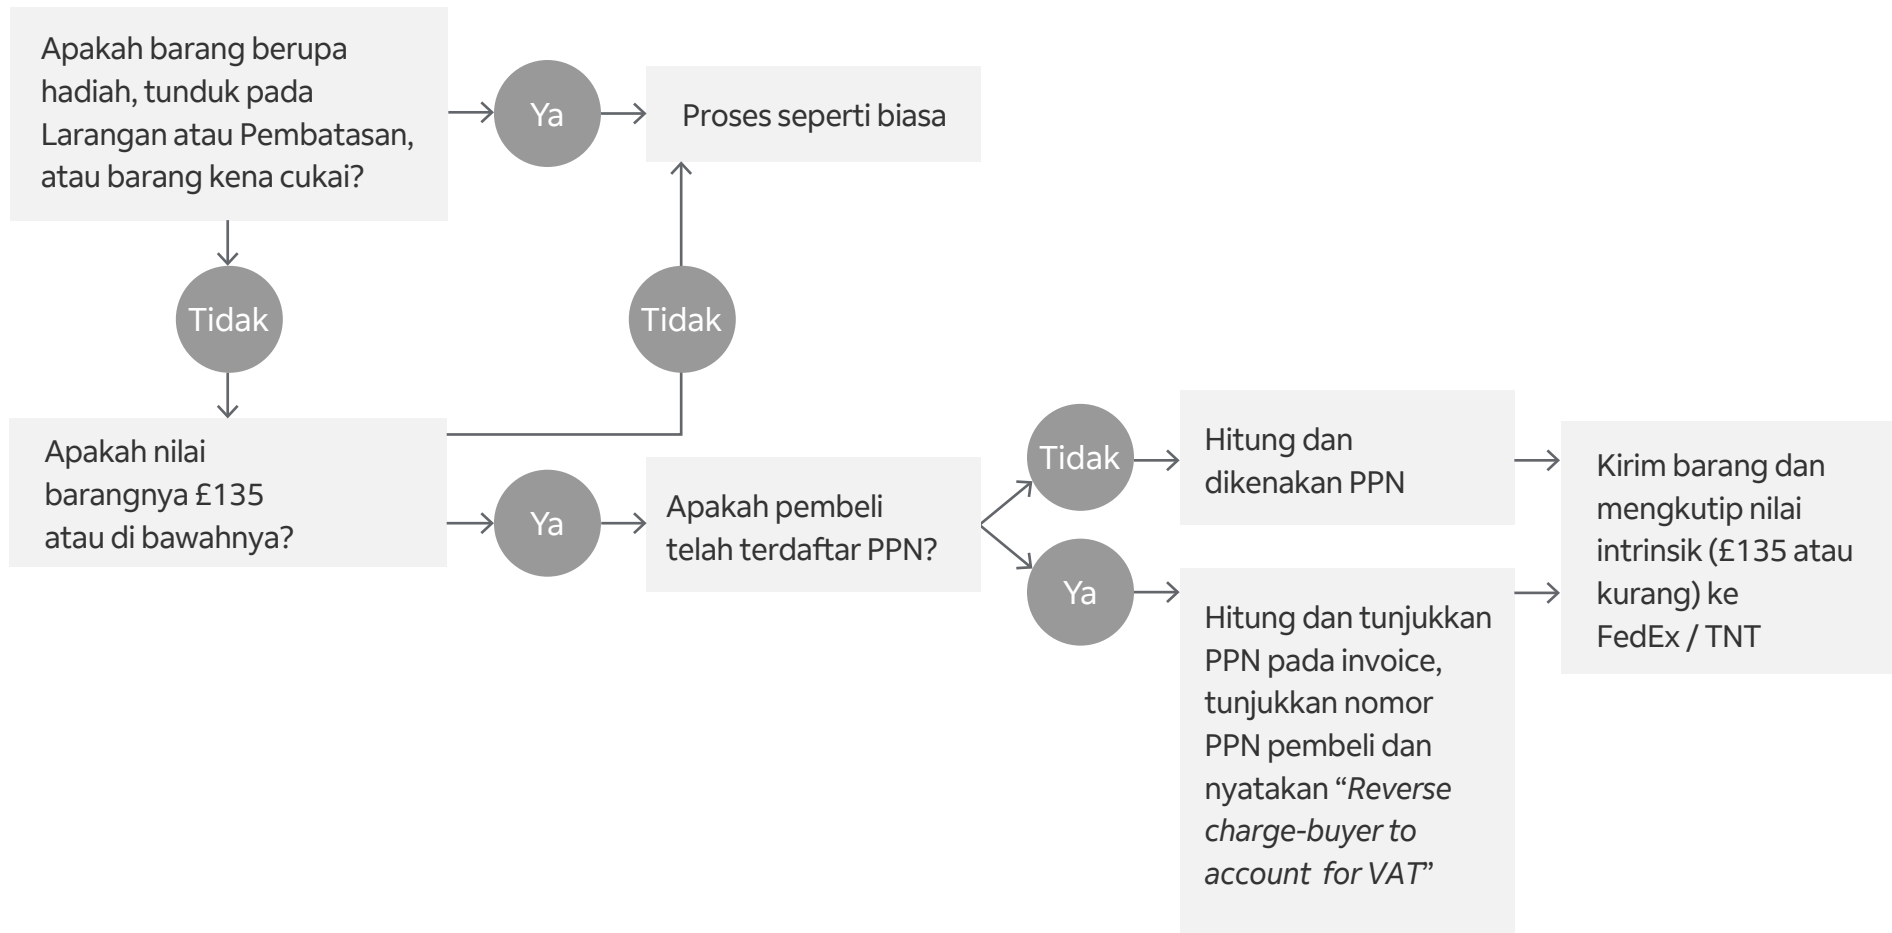 Apakah barang berupa
hadiah, tunduk pada
Larangan atau Pembatasan,
atau barang kena cukai?
Ya
Proses seperti biasa
Tidak
Tidak
Apakah nilai
barangnya £135
atau di bawahnya?
Ya
Apakah pembeli
telah terdaftar PPN?
Tidak
Hitung dan
dikenakan PPN
Ya
Hitung dan tunjukkan
PPN pada invoice,
tunjukkan nomor
PPN pembeli dan
nyatakan “Reverse
charge-buyer to
account for VAT”
Kirim barang dan
mengkutip nilai
intrinsik (£135 atau
kurang) ke
FedEx / TNT